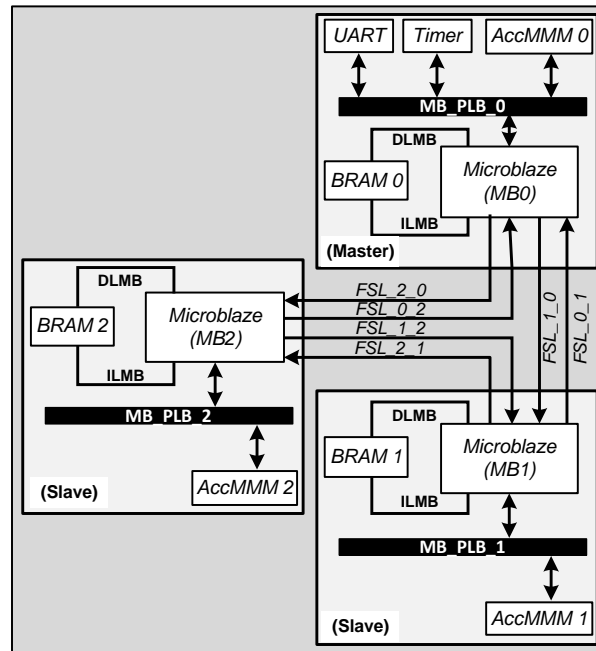 UART Timer AccMMM 0
MB_PLB_0
DLMB
BRAM 0
Microblaze
(MB0)
ILMB
(Master)
DLMB
BRAM 2
Microblaze
(MB2)
ILMB
MB_PLB_2
(Slave)
AccMMM 2
FSL_2_0
FSL_0_2
FSL_1_2
FSL_2_1
FSL_1_0
FSL_0_1
DLMB
BRAM 1
Microblaze
(MB1)
ILMB
MB_PLB_1
(Slave)
AccMMM 1